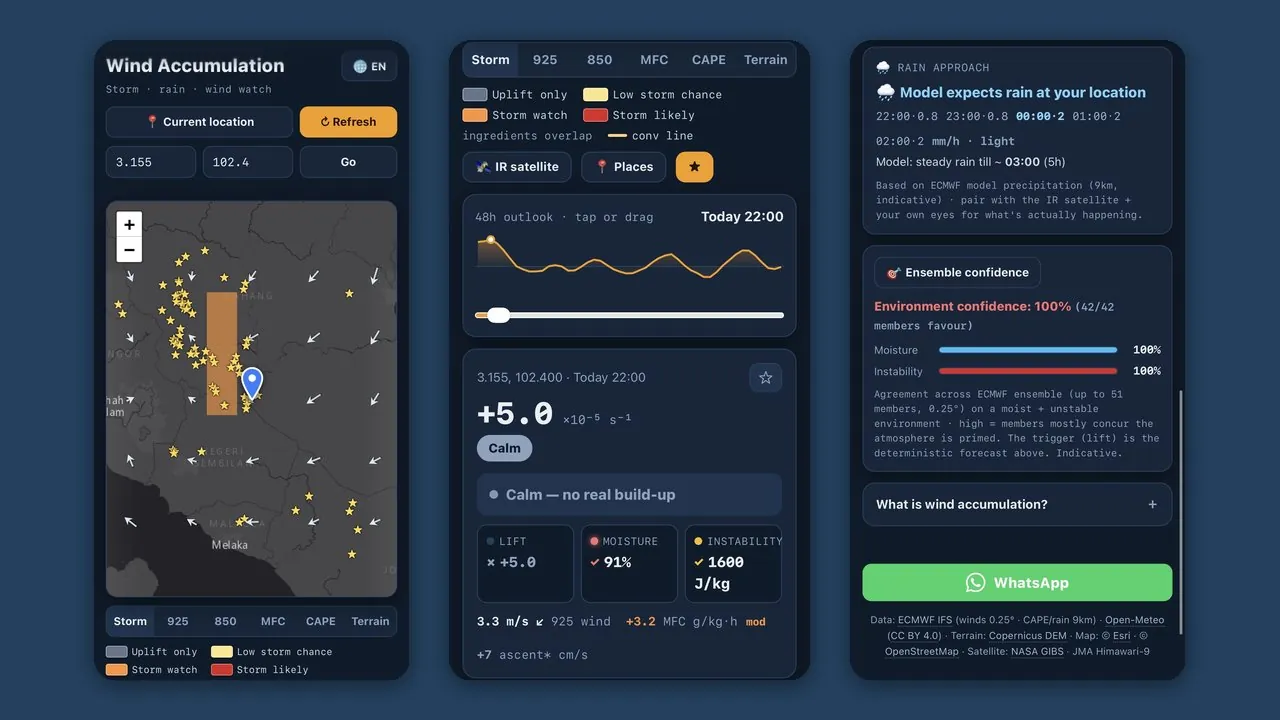 Wind Accumulation
🌐 EN
Storm · rain · wind watch
📍 Current location
↻ Refresh
3.155
102.4
Go
+
−
HANG
NGOR
hah
lam
EGERI
EMBILA
MALA
Melaka
JO
Storm 925 850 MFC CAPE Terrain
Uplift only Low storm chance
Storm watch Storm likely
Storm 925 850 MFC CAPE Terrain
Uplift only Low storm chance
Storm watch Storm likely
ingredients overlap conv line
🛰️ IR satellite 📍 Places ★
48h outlook · tap or drag Today 22:00
3.155, 102.400 · Today 22:00 ☆
+5.0 ×10⁻⁵ s⁻¹
Calm
Calm — no real build-up
LIFT
× +5.0
MOISTURE
✓ 91%
INSTABILITY
✓ 1600
J/kg
3.3 m/s ↙ 925 wind +3.2 MFC g/kg·h mod
+7 ascent* cm/s
🌧️ RAIN APPROACH
🌧️ Model expects rain at your location
22:00·0.8 23:00·0.8 00:00·2 01:00·2
02:00·2 mm/h · light
Model: steady rain till ~ 03:00 (5h)
Based on ECMWF model precipitation (9km,
indicative) · pair with the IR satellite +
your own eyes for what's actually happening.
🎯 Ensemble confidence
Environment confidence: 100% (42/42
members favour)
Moisture 100%
Instability 100%
Agreement across ECMWF ensemble (up to 51
members, 0.25°) on a moist + unstable
environment · high = members mostly concur the
atmosphere is primed. The trigger (lift) is the
deterministic forecast above. Indicative.
What is wind accumulation? +
WhatsApp
Data: ECMWF IFS (winds 0.25° · CAPE/rain 9km) · Open-Meteo
(CC BY 4.0) · Terrain: Copernicus DEM · Map: © Esri · ©
OpenStreetMap · Satellite: NASA GIBS · JMA Himawari-9